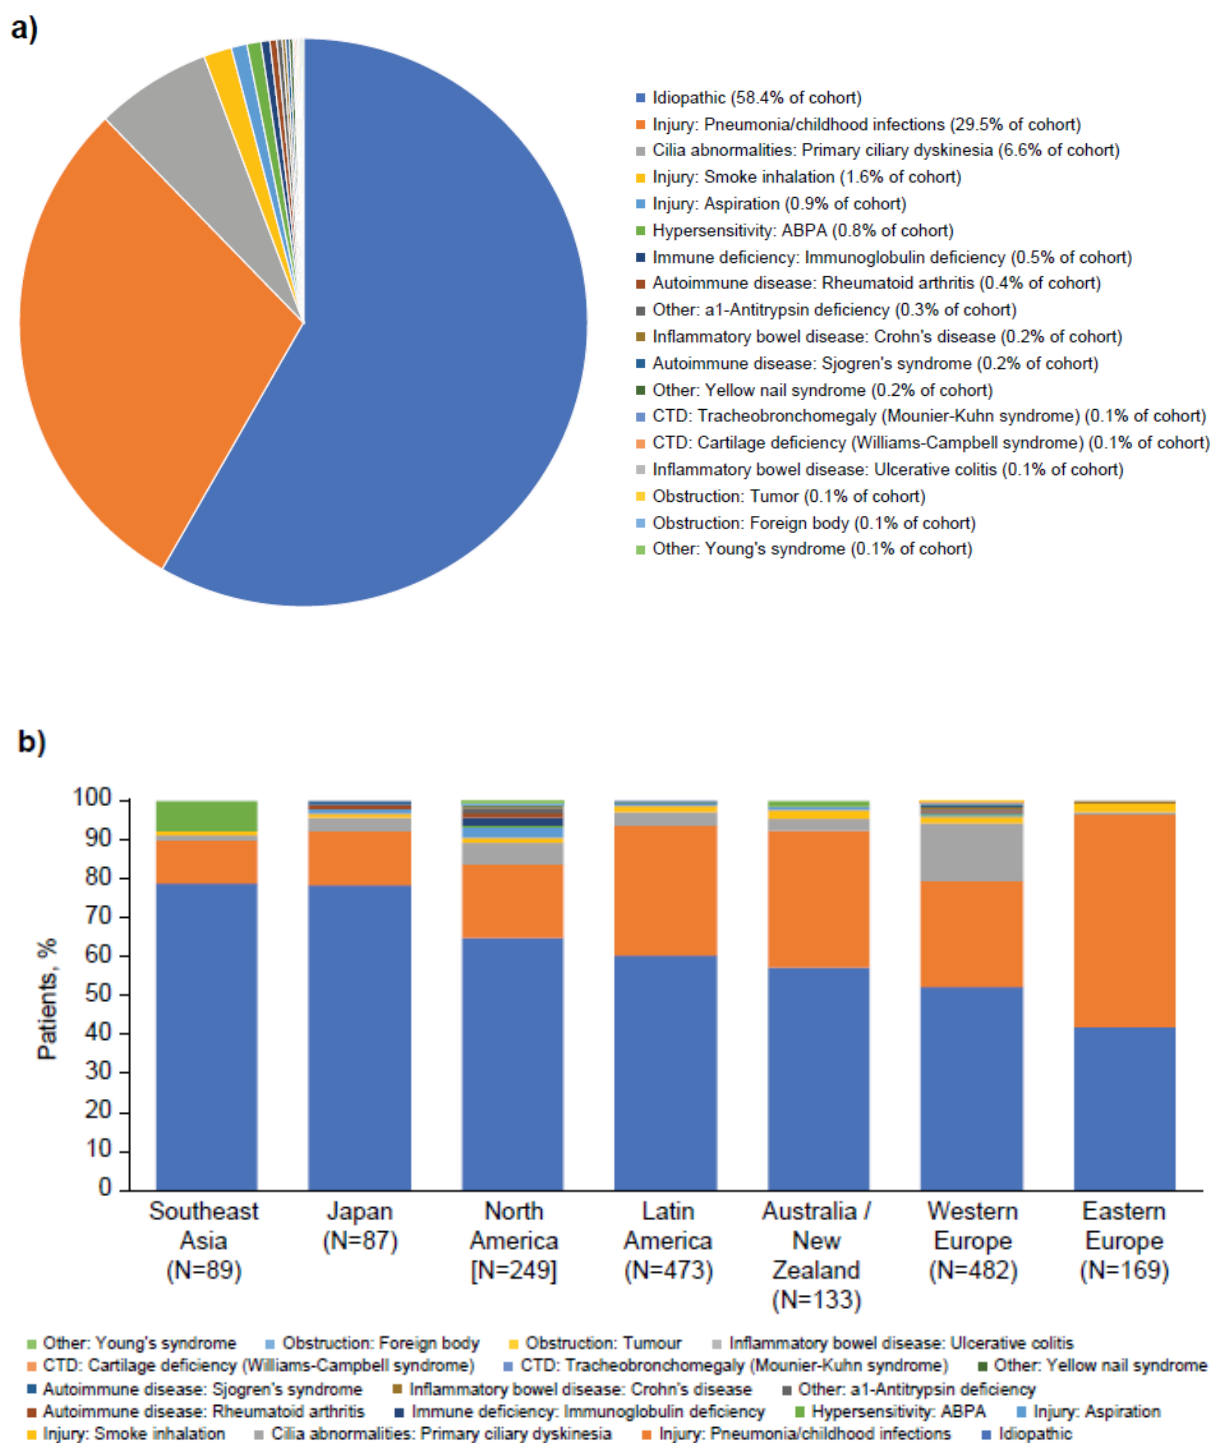 a)
Idiopathic (58.4% of cohort)
Injury: Pneumonia/childhood infections (29.5% of cohort)
Cilia abnormalities: Primary ciliary dyskinesia (6.6% of cohort)
Injury: Smoke inhalation (1.6% of cohort)
Injury: Aspiration (0.9% of cohort)
Hypersensitivity: ABPA (0.8% of cohort)
Immune deficiency: Immunoglobulin deficiency (0.5% of cohort)
Autoimmune disease: Rheumatoid arthritis (0.4% of cohort)
Other: a1-Antitrypsin deficiency (0.3% of cohort)
Inflammatory bowel disease: Crohn's disease (0.2% of cohort)
Autoimmune disease: Sjogren's syndrome (0.2% of cohort)
Other: Yellow nail syndrome (0.2% of cohort)
CTD: Tracheobronchomegaly (Mounier-Kuhn syndrome) (0.1% of cohort)
CTD: Cartilage deficiency (Williams-Campbell syndrome) (0.1% of cohort)
Inflammatory bowel disease: Ulcerative colitis (0.1% of cohort)
Obstruction: Tumor (0.1% of cohort)
Obstruction: Foreign body (0.1% of cohort)
Other: Young's syndrome (0.1% of cohort)
b)
Patients, %
100
90
80
70
60
50
40
30
20
10
0
Southeast Asia (N=89)
Japan (N=87)
North America [N=249]
Latin America (N=473)
Australia / New Zealand (N=133)
Western Europe (N=482)
Eastern Europe (N=169)
Other: Young's syndrome Obstruction: Foreign body Obstruction: Tumour Inflammatory bowel disease: Ulcerative colitis
CTD: Cartilage deficiency (Williams-Campbell syndrome) CTD: Tracheobronchomegaly (Mounier-Kuhn syndrome) Other: Yellow nail syndrome
Autoimmune disease: Sjogren's syndrome Inflammatory bowel disease: Crohn's disease Other: a1-Antitrypsin deficiency
Autoimmune disease: Rheumatoid arthritis Immune deficiency: Immunoglobulin deficiency Hypersensitivity: ABPA Injury: Aspiration
Injury: Smoke inhalation Cilia abnormalities: Primary ciliary dyskinesia Injury: Pneumonia/childhood infections Idiopathic